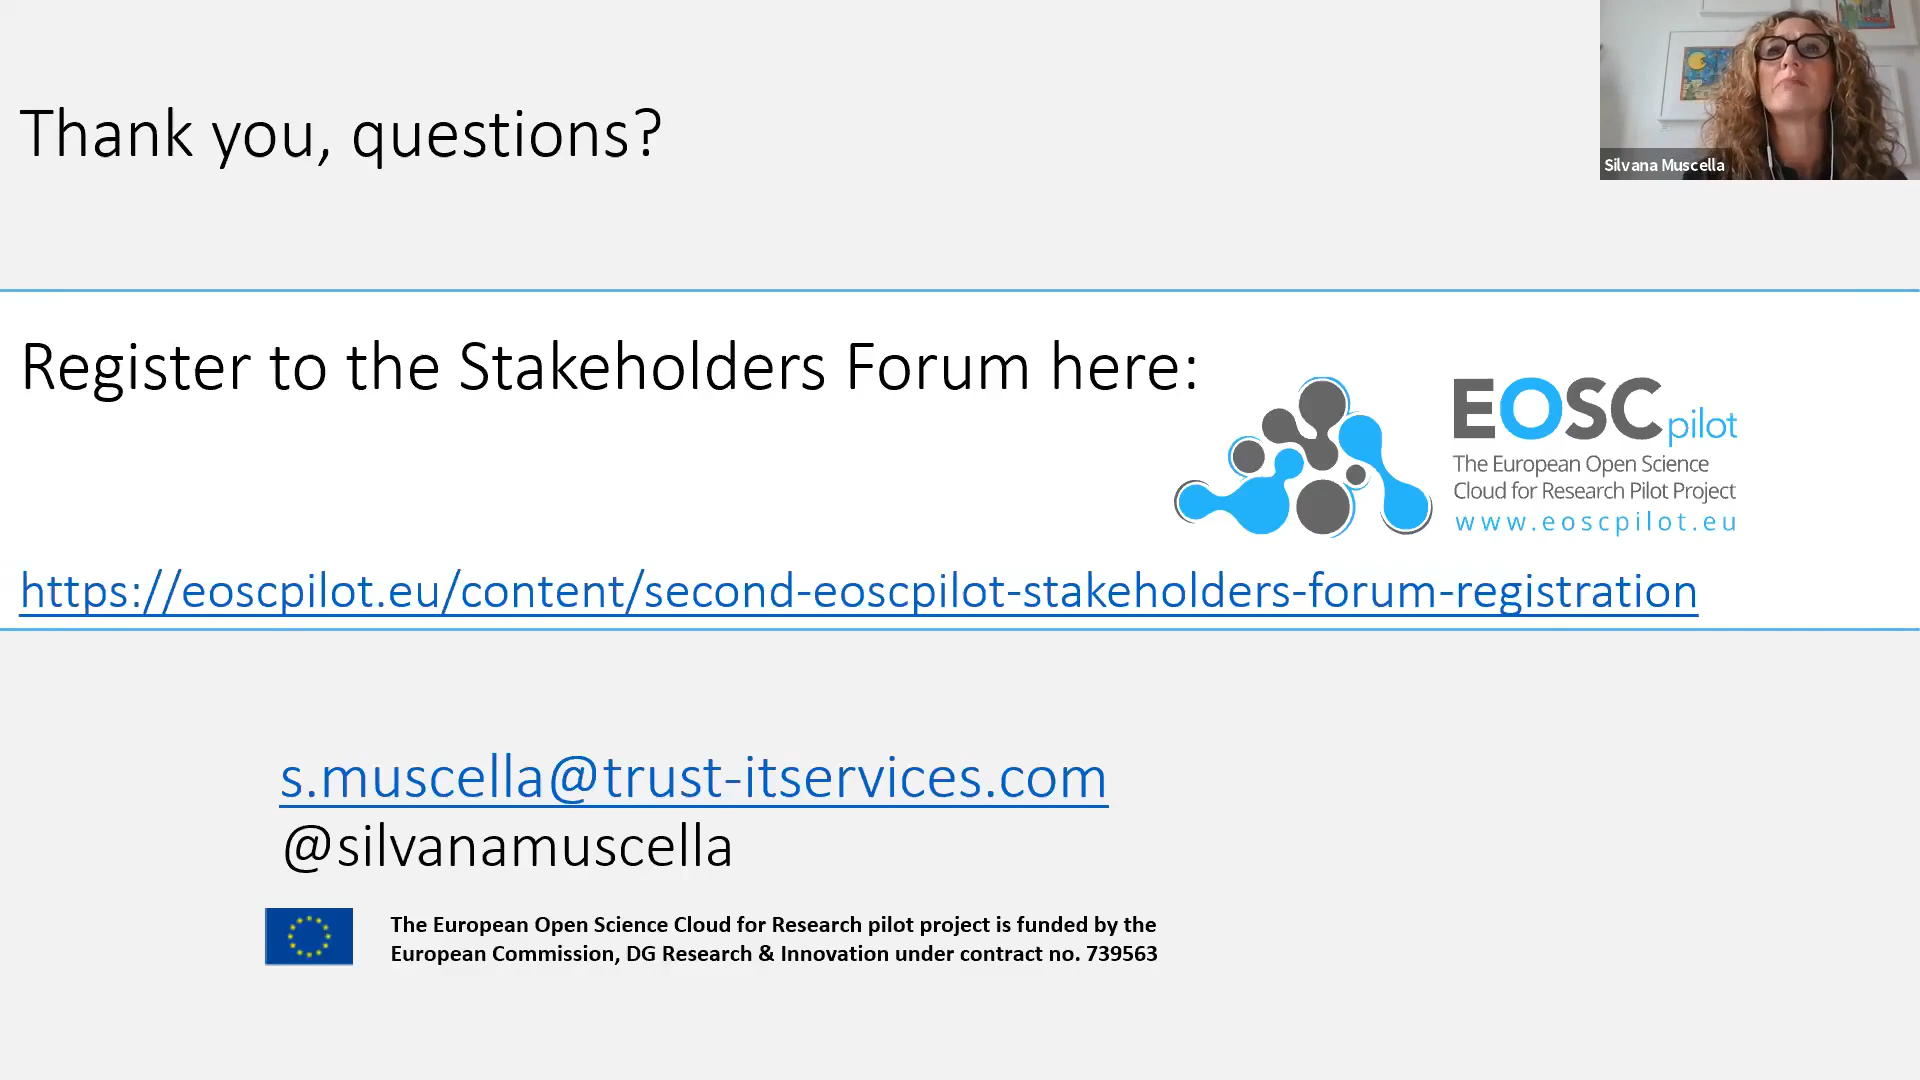 Thank you, questions?
Silvana Muscella
Register to the Stakeholders Forum here:
EOSC pilot
The European Open Science
Cloud for Research Pilot Project
www.eoscpilot.eu
https://eoscpilot.eu/content/second-eoscpilot-stakeholders-forum-registration
s.muscella@trust-itservices.com
@silvanamuscella
The European Open Science Cloud for Research pilot project is funded by the
European Commission, DG Research & Innovation under contract no. 739563